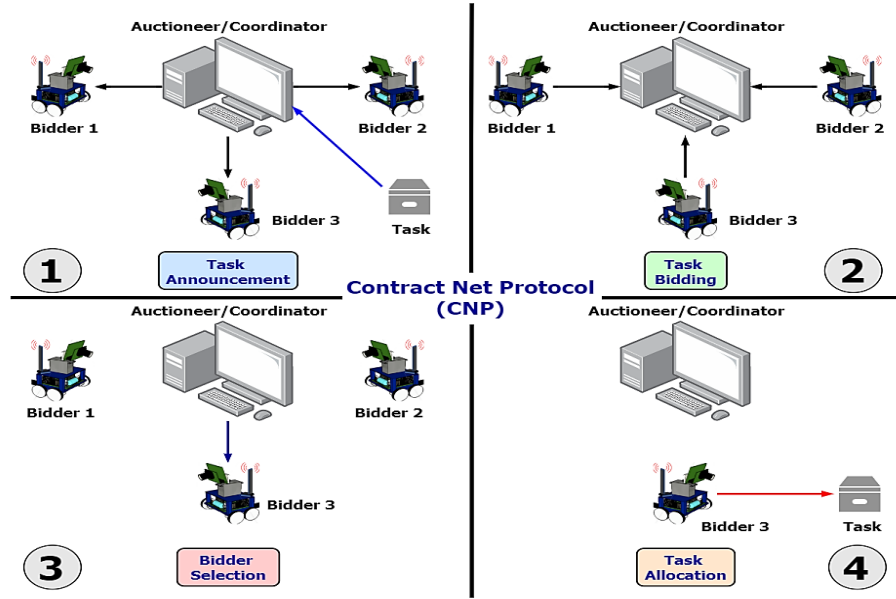 Auctioneer/Coordinator
Bidder 1
Bidder 2
Bidder 3
Task
1
Task
Announcement
Auctioneer/Coordinator
Bidder 1
Bidder 2
Bidder 3
Task
Bidding
2
Contract Net Protocol
(CNP)
Auctioneer/Coordinator
Bidder 1
Bidder 2
Bidder 3
3
Bidder
Selection
Auctioneer/Coordinator
Bidder 3
Task
Task
Allocation
4